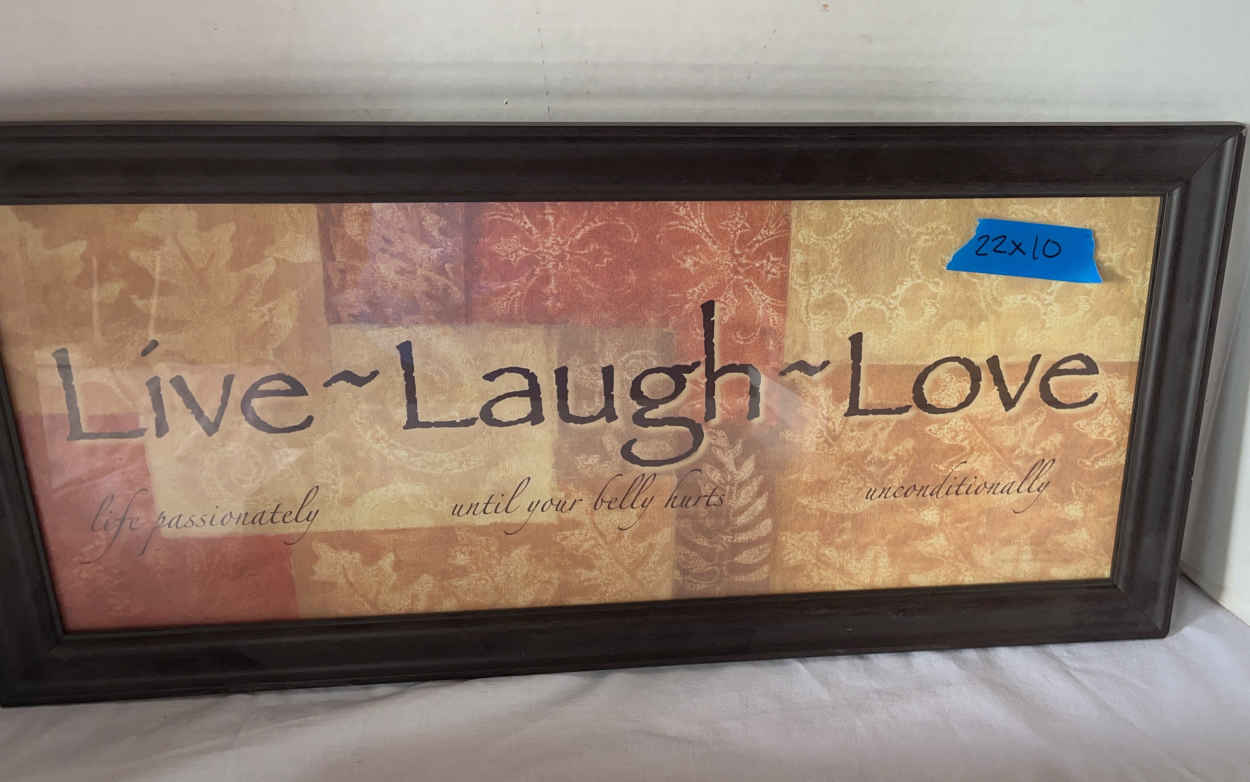 22x10
Live~Laugh~Love
life passionately until your belly hurts unconditionally